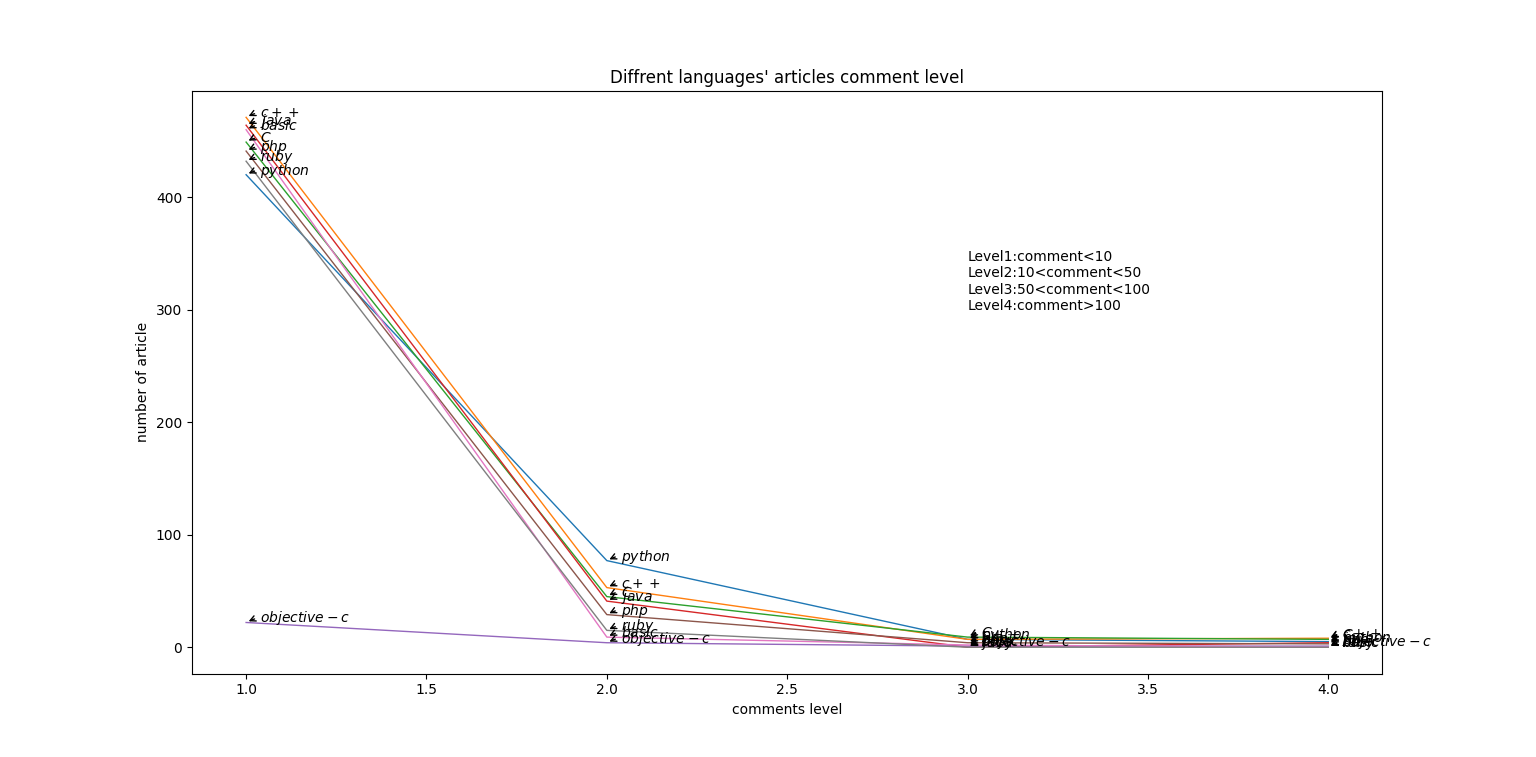 Diffrent languages' articles comment level
c++
java
basic
C
php
ruby
python
400
Level1:comment<10
Level2:10<comment<50
Level3:50<comment<100
Level4:comment>100
300
number of article
200
100
python
c++
C
java
php
ruby
basic
objective-c
objective-c
0
1.0
1.5
2.0
2.5
3.0
3.5
4.0
comments level